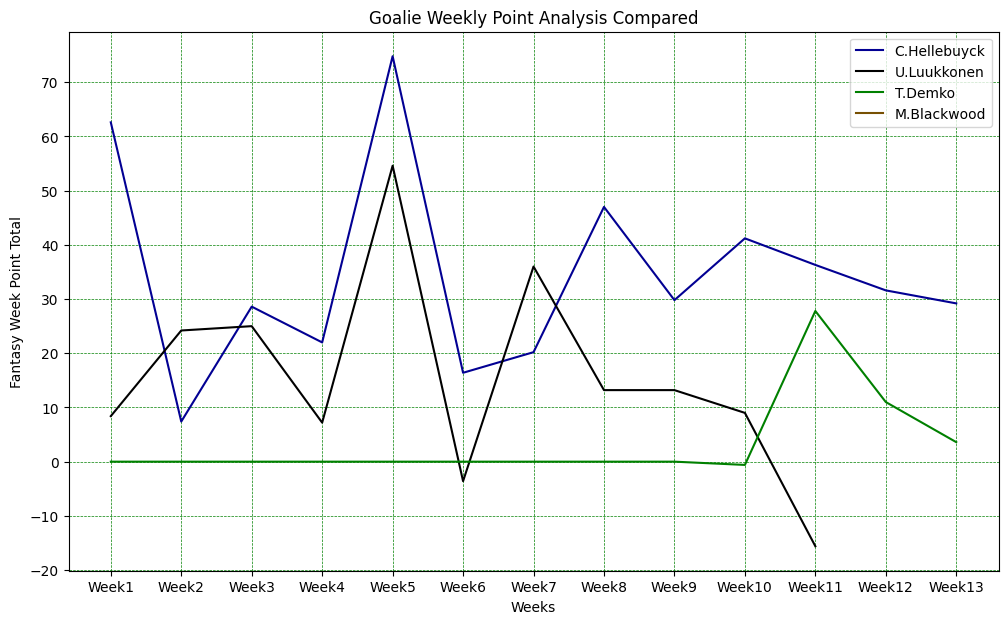 Goalie Weekly Point Analysis Compared
C.Hellebuyck
U.Luukkonen
T.Demko
M.Blackwood
Fantasy Week Point Total
70
60
50
40
30
20
10
0
−10
−20
Week1 Week2 Week3 Week4 Week5 Week6 Week7 Week8 Week9 Week10 Week11 Week12 Week13
Weeks